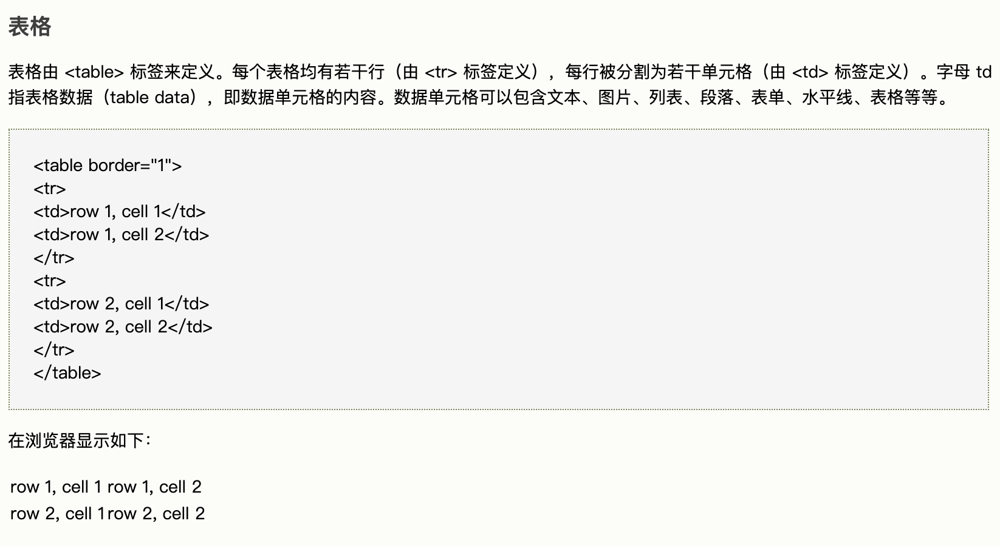 表格
表格由 <table> 标签来定义。每个表格均有若干行（由 <tr> 标签定义），每行被分割为若干单元格（由 <td> 标签定义）。字母 td
指表格数据（table data），即数据单元格的内容。数据单元格可以包含文本、图片、列表、段落、表单、水平线、表格等等。
<table border="1">
<tr>
<td>row 1, cell 1</td>
<td>row 1, cell 2</td>
</tr>
<tr>
<td>row 2, cell 1</td>
<td>row 2, cell 2</td>
</tr>
</table>
在浏览器显示如下：
row 1, cell 1 row 1, cell 2
row 2, cell 1 row 2, cell 2